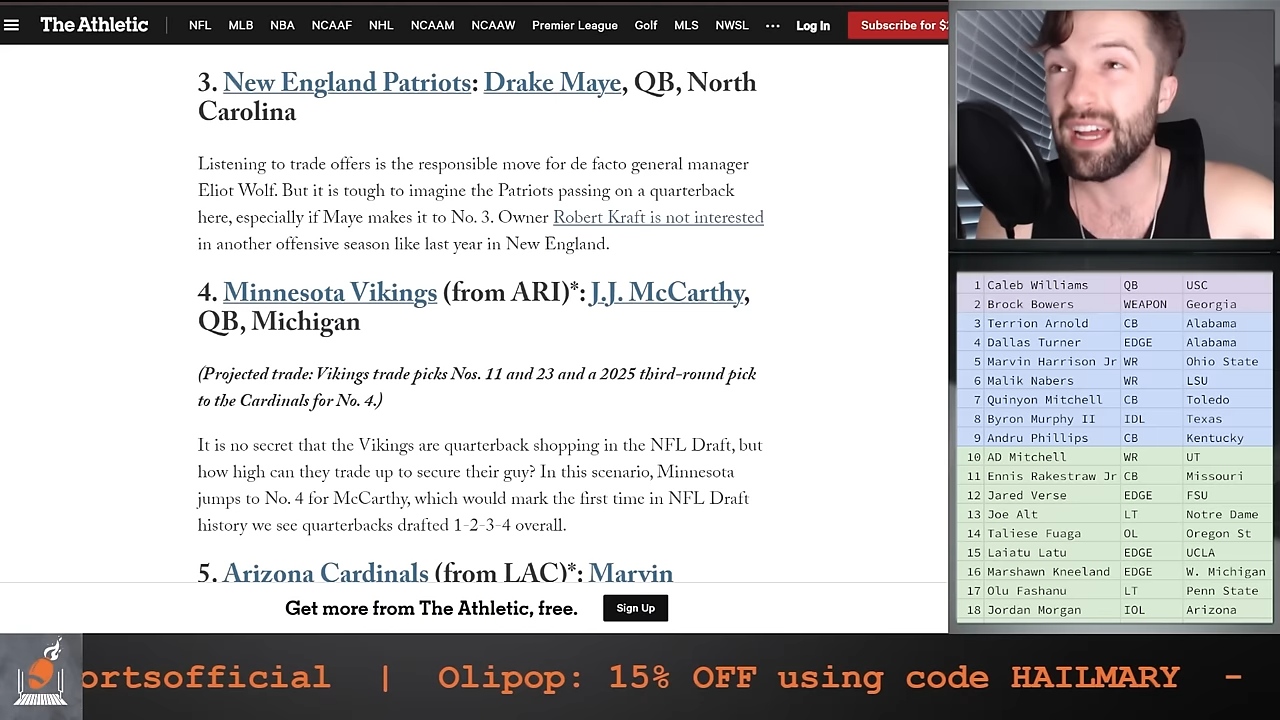 The Athletic
NFL MLB NBA NCAAF NHL NCAAM NCAAW Premier League Golf MLS NWSL ••• Log In Subscribe for $
3. New England Patriots: Drake Maye, QB, North
Carolina
Listening to trade offers is the responsible move for de facto general manager
Eliot Wolf. But it is tough to imagine the Patriots passing on a quarterback
here, especially if Maye makes it to No. 3. Owner Robert Kraft is not interested
in another offensive season like last year in New England.
4. Minnesota Vikings (from ARI)*: J.J. McCarthy,
QB, Michigan
(Projected trade: Vikings trade picks Nos. 11 and 23 and a 2025 third-round pick
to the Cardinals for No. 4.)
It is no secret that the Vikings are quarterback shopping in the NFL Draft, but
how high can they trade up to secure their guy? In this scenario, Minnesota
jumps to No. 4 for McCarthy, which would mark the first time in NFL Draft
history we see quarterbacks drafted 1-2-3-4 overall.
5. Arizona Cardinals (from LAC)*: Marvin
Get more from The Athletic, free. Sign Up
1 Caleb Williams QB USC
2 Brock Bowers WEAPON Georgia
3 Terrion Arnold CB Alabama
4 Dallas Turner EDGE Alabama
5 Marvin Harrison Jr WR Ohio State
6 Malik Nabers WR LSU
7 Quinyon Mitchell CB Toledo
8 Byron Murphy II IDL Texas
9 Andru Phillips CB Kentucky
10 AD Mitchell WR UT
11 Ennis Rakestraw Jr CB Missouri
12 Jared Verse EDGE FSU
13 Joe Alt LT Notre Dame
14 Taliese Fuaga OL Oregon St
15 Laiatu Latu EDGE UCLA
16 Marshawn Kneeland EDGE W. Michigan
17 Olu Fashanu LT Penn State
18 Jordan Morgan IOL Arizona
ortsofficial | Olipop: 15% OFF using code HAILMARY -